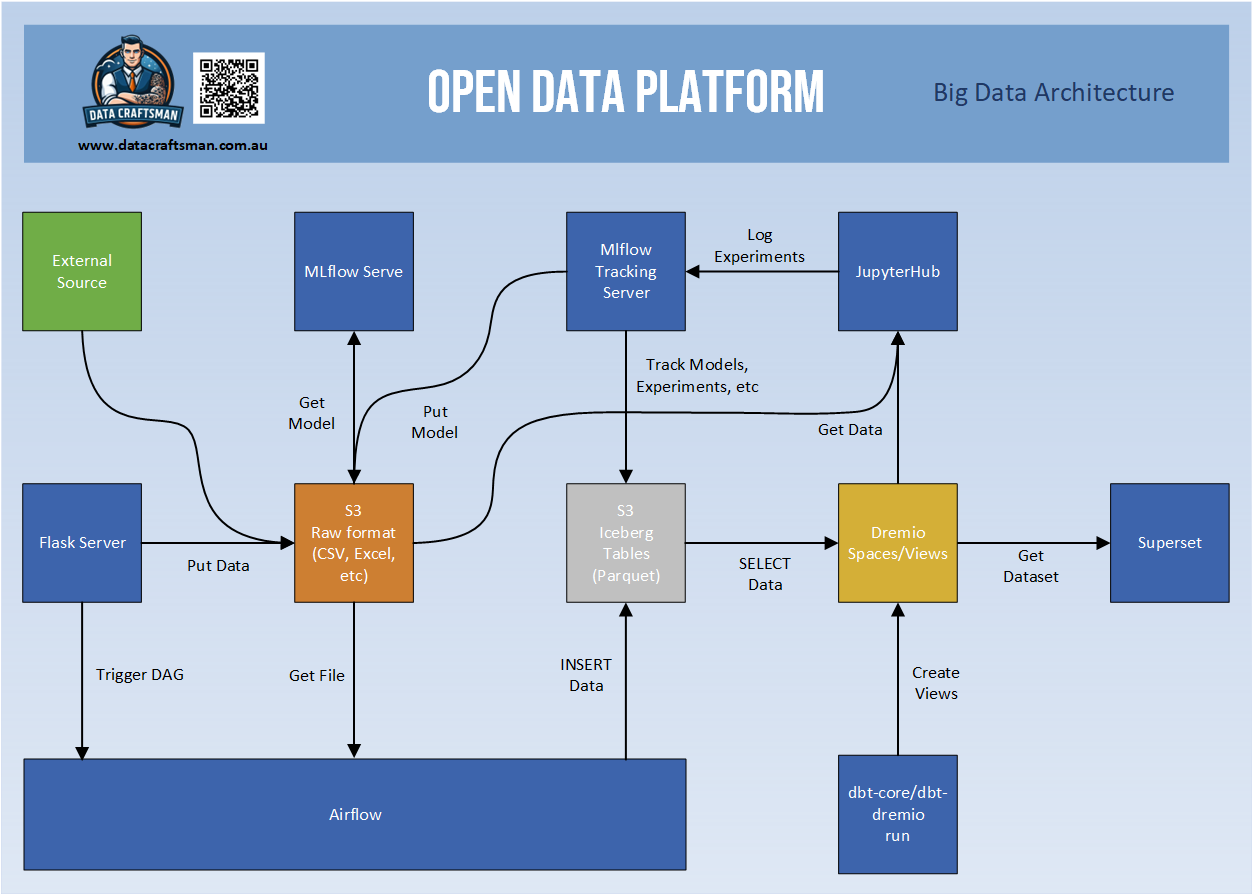 DATA CRAFTSMAN
www.datacraftsman.com.au
OPEN DATA PLATFORM
Big Data Architecture
External
Source
MLflow Serve
Mlflow
Tracking
Server
Log
Experiments
JupyterHub
Get
Model
Put
Model
Track Models,
Experiments, etc
Get Data
Flask Server
Put Data
S3
Raw format
(CSV, Excel,
etc)
S3
Iceberg
Tables
(Parquet)
SELECT
Data
Dremio
Spaces/Views
Get
Dataset
Superset
Trigger DAG
Get File
INSERT
Data
Create
Views
Airflow
dbt-core/dbt-
dremio
run